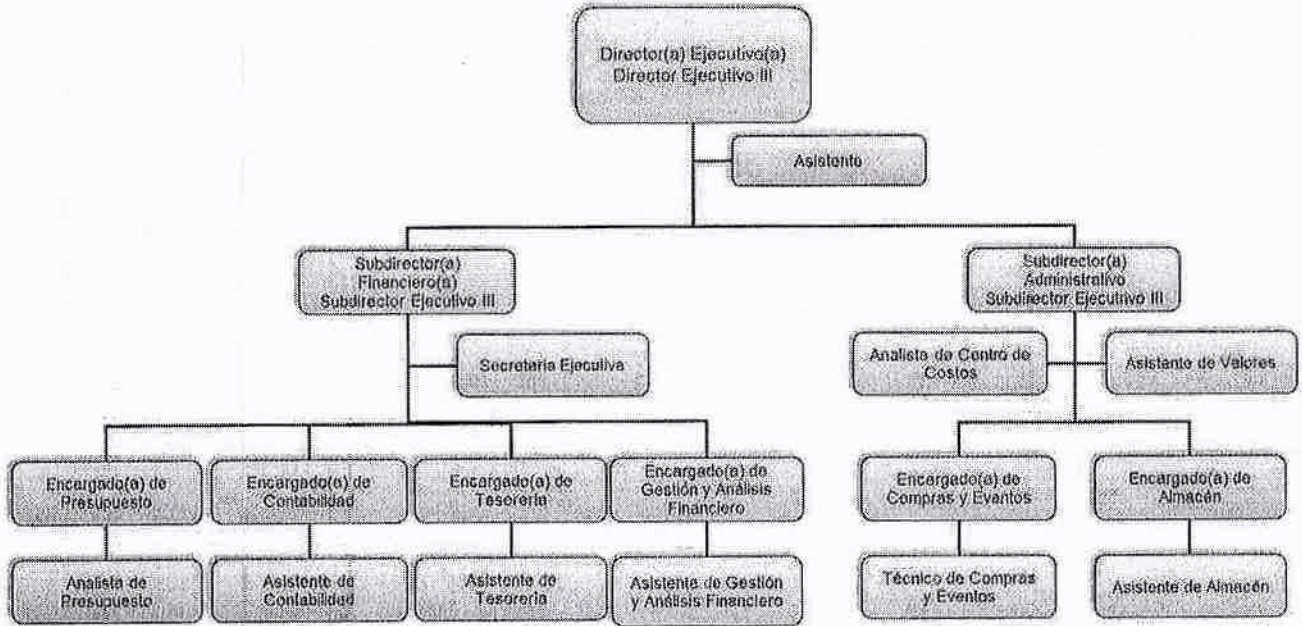 Director(a) Ejecutivo(a)
Director Ejecutivo III
Asistente
Subdirector(a)
Financiero(a)
Subdirector Ejecutivo III
Subdirector(a)
Administrativo
Subdirector Ejecutivo III
Secretaria Ejecutiva
Analista de Centro de
Costos
Asistente de Valores
Encargado(a) de
Presupuesto
Encargado(a) de
Contabilidad
Encargado(a) de
Tesorería
Encargado(a) de
Gestión y Análisis
Financiero
Encargado(a) de
Compras y Eventos
Encargado(a) de
Almacén
Analista de
Presupuesto
Asistente de
Contabilidad
Asistente de
Tesorería
Asistente de Gestión
y Análisis Financiero
Técnico de Compras
y Eventos
Asistente de Almacén